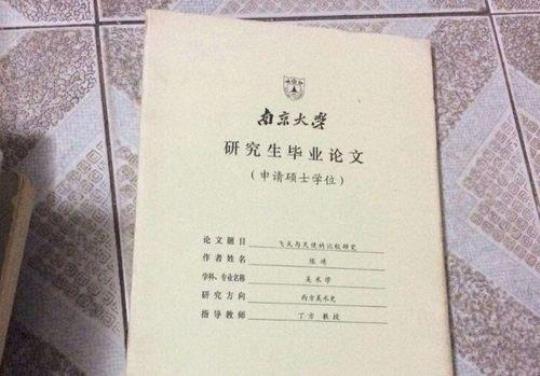 南京大学
研究生毕业论文
(申请硕士学位)
论文题目 飞天与天使的比较研究
作者姓名
学科、专业名称 美术学
研究方向 西方美术史
指导教师 丁方 教授